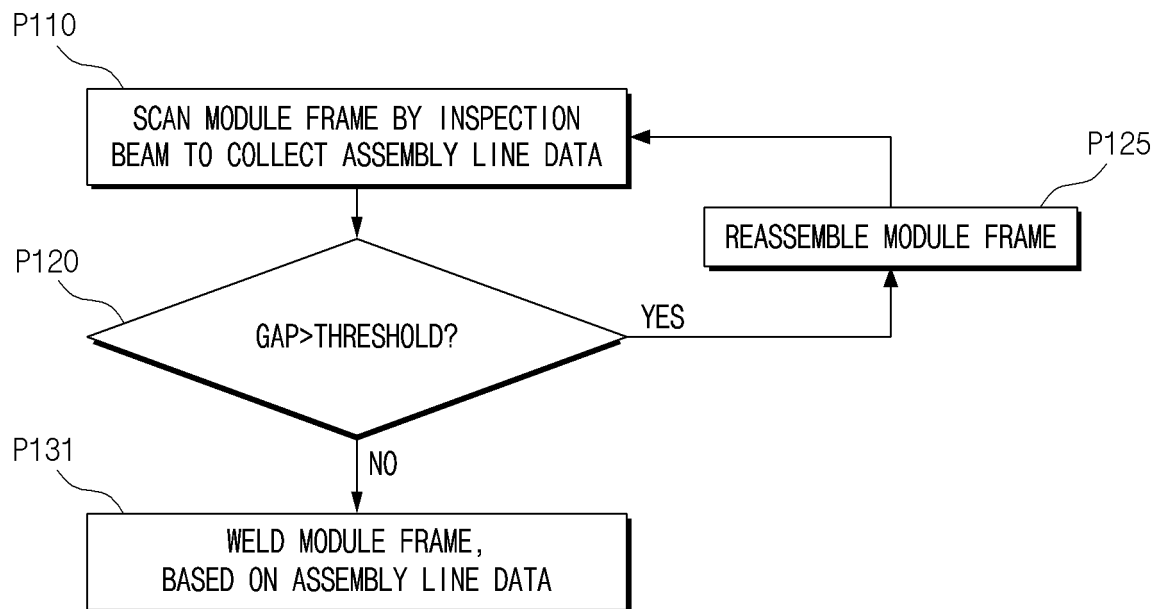 P110
SCAN MODULE FRAME BY INSPECTION
BEAM TO COLLECT ASSEMBLY LINE DATA
P125
REASSEMBLE MODULE FRAME
P120
GAP>THRESHOLD?
YES
P131
NO
WELD MODULE FRAME,
BASED ON ASSEMBLY LINE DATA